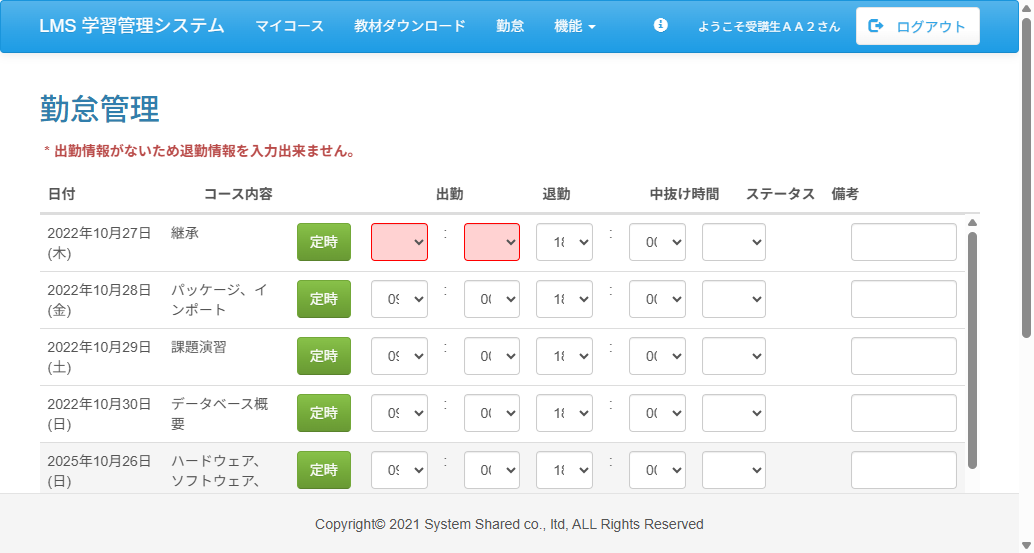 LMS 学習管理システム マイコース 教材ダウンロード 勤怠 機能 ようこそ受講生ＡＡ２さん ログアウト
勤怠管理
* 出勤情報がないため退勤情報を入力出来ません。
日付 コース内容 出勤 退勤 中抜け時間 ステータス 備考
2022年10月27日 継承 定時 : 18 : 00
(木)
2022年10月28日 パッケージ、イ 定時 09 : 00 18 : 00
(金) ンポート
2022年10月29日 課題演習 定時 09 : 00 18 : 00
(土)
2022年10月30日 データベース概 定時 09 : 00 18 : 00
(日) 要
2025年10月26日 ハードウェア、 定時 09 : 00 18 : 00
(日) ソフトウェア、
Copyright© 2021 System Shared co., ltd, ALL Rights Reserved